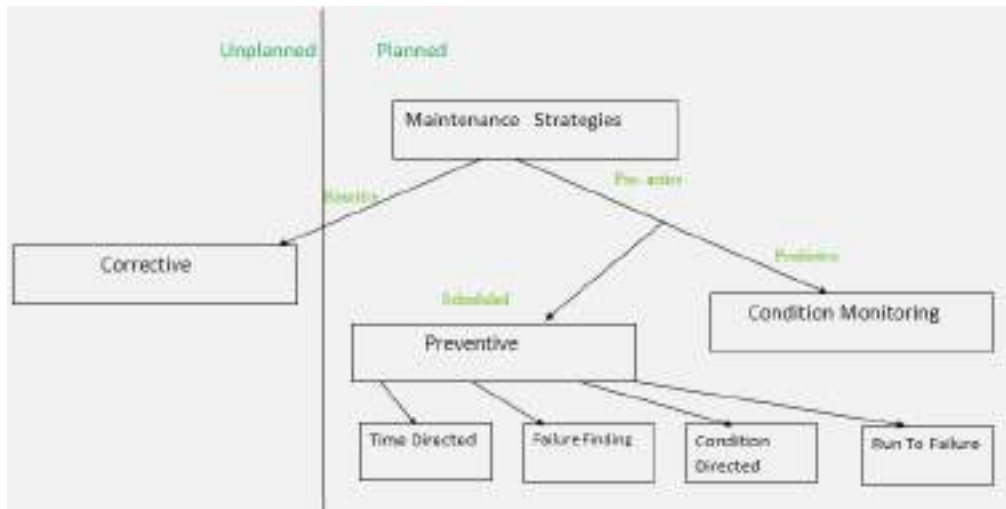 Unplanned
Planned
Maintenance Strategies
Reactive
Pro- active
Corrective
Predictive
Scheduled
Condition Monitoring
Preventive
Time Directed
Failure Finding
Condition
Directed
Run To Failure